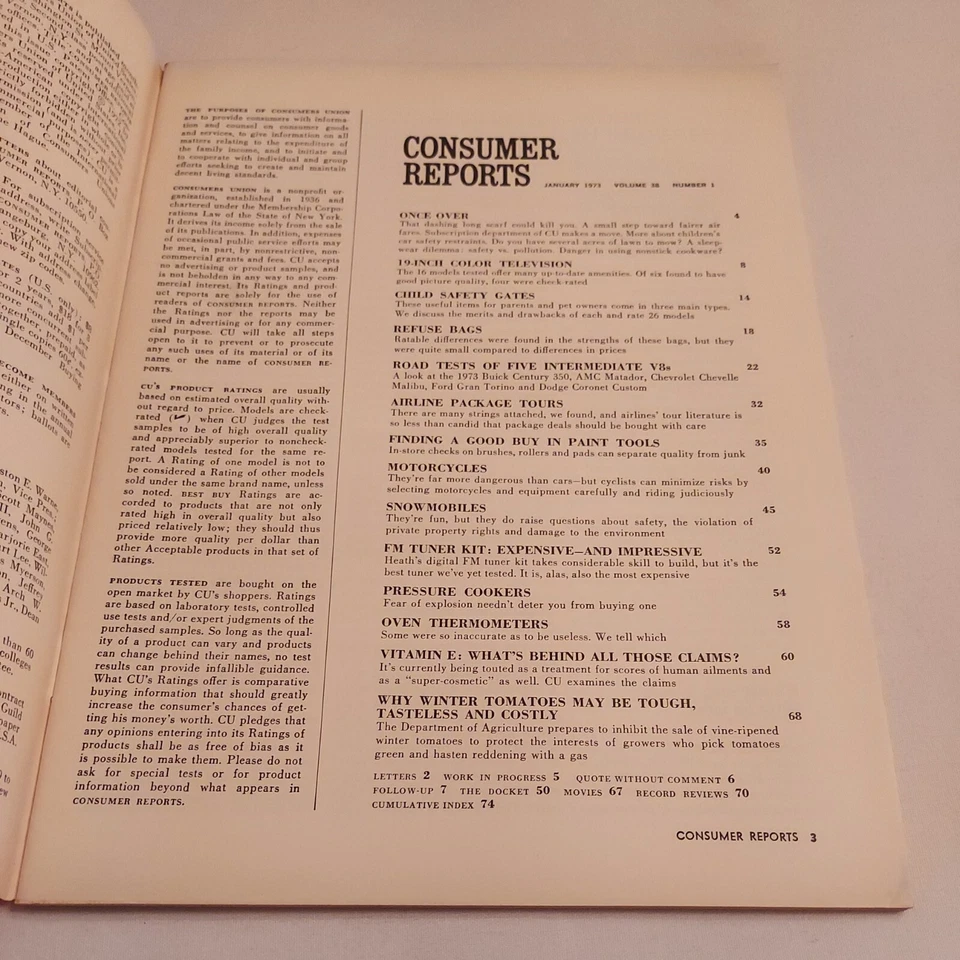 THE PURPOSES OF CONSUMERS UNION
are to provide consumers with informa-
tion and counsel on consumer goods
and services, to give information on all
matters relating to the expenditure of
the family income, and to initiate and
to cooperate with individual and group
efforts seeking to create and maintain
decent living standards.
CONSUMERS UNION is a nonprofit or-
ganization, established in 1936 and
chartered under the Membership Corpo-
rations Law of the State of New York.
It derives its income solely from the sale
of its publications. In addition, expenses
of occasional public service efforts may
be met, in part, by nonrestrictive, non-
commercial grants and fees. CU accepts
no advertising or product samples, and
is not beholden in any way to any com-
mercial interest. Its Ratings and prod-
uct reports are solely for the use of
readers of CONSUMER REPORTS. Neither
the Ratings nor the reports may be
used in advertising or for any commer-
cial purpose. CU will take all steps
open to it to prevent or to prosecute
any such uses of its material or of its
name or the name of CONSUMER RE-
PORTS.
CU'S PRODUCT RATINGS are usually
based on estimated overall quality with-
out regard to price. Models are check-
rated (✔) when CU judges the test
samples to be of high overall quality
and appreciably superior to noncheck-
rated models tested for the same re-
port. A Rating of one model is not to
be considered a Rating of other models
sold under the same brand name, unless
so noted. BEST BUY Ratings are ac-
corded to products that are not only
rated high in overall quality but also
priced relatively low; they should thus
provide more quality per dollar than
other Acceptable products in that set of
Ratings.
PRODUCTS TESTED are bought on the
open market by CU's shoppers. Ratings
are based on laboratory tests, controlled
use tests and/or expert judgments of the
purchased samples. So long as the qual-
ity of a product can vary and products
can change behind their names, no test
results can provide infallible guidance.
What CU's Ratings offer is comparative
buying information that should greatly
increase the consumer's chances of get-
ting his money's worth. CU pledges that
any opinions entering into its Ratings of
products shall be as free of bias as it
is possible to make them. Please do not
ask for special tests or for product
information beyond what appears in
CONSUMER REPORTS.
CONSUMER
REPORTS JANUARY 1973 VOLUME 38 NUMBER 1
ONCE OVER 4
That dashing long scarf could kill you. A small step toward fairer air
fares. Subscription department of CU makes a move. More about children's
car safety restraints. Do you have several acres of lawn to mow? A sleep-
wear dilemma: safety vs. pollution. Danger in using nonstick cookware?
19-INCH COLOR TELEVISION 8
The 16 models tested offer many up-to-date amenities. Of six found to have
good picture quality, four were check-rated
CHILD SAFETY GATES 14
These useful items for parents and pet owners come in three main types.
We discuss the merits and drawbacks of each and rate 26 models
REFUSE BAGS 18
Ratable differences were found in the strengths of these bags, but they
were quite small compared to differences in prices
ROAD TESTS OF FIVE INTERMEDIATE V8s 22
A look at the 1973 Buick Century 350, AMC Matador, Chevrolet Chevelle
Malibu, Ford Gran Torino and Dodge Coronet Custom
AIRLINE PACKAGE TOURS 32
There are many strings attached, we found, and airlines' tour literature is
so less than candid that package deals should be bought with care
FINDING A GOOD BUY IN PAINT TOOLS 35
In-store checks on brushes, rollers and pads can separate quality from junk
MOTORCYCLES 40
They're far more dangerous than cars—but cyclists can minimize risks by
selecting motorcycles and equipment carefully and riding judiciously
SNOWMOBILES 45
They're fun, but they do raise questions about safety, the violation of
private property rights and damage to the environment
FM TUNER KIT: EXPENSIVE—AND IMPRESSIVE 52
Heath's digital FM tuner kit takes considerable skill to build, but it's the
best tuner we've yet tested. It is, alas, also the most expensive
PRESSURE COOKERS 54
Fear of explosion needn't deter you from buying one
OVEN THERMOMETERS 58
Some were so inaccurate as to be useless. We tell which
VITAMIN E: WHAT'S BEHIND ALL THOSE CLAIMS? 60
It's currently being touted as a treatment for scores of human ailments and
as a "super-cosmetic" as well. CU examines the claims
WHY WINTER TOMATOES MAY BE TOUGH,
TASTELESS AND COSTLY 68
The Department of Agriculture prepares to inhibit the sale of vine-ripened
winter tomatoes to protect the interests of growers who pick tomatoes
green and hasten reddening with a gas
LETTERS 2 WORK IN PROGRESS 5 QUOTE WITHOUT COMMENT 6
FOLLOW-UP 7 THE DOCKET 50 MOVIES 67 RECORD REVIEWS 70
CUMULATIVE INDEX 74
CONSUMER REPORTS 3